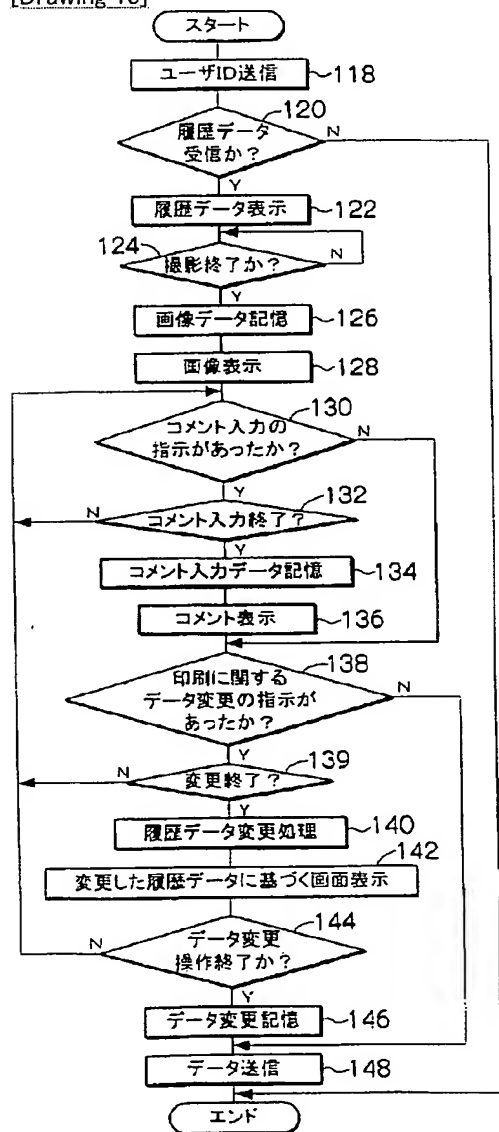 [Drawing 10]
スタート
ユーザID送信 118
120
履歴データ
受信か? N
Y
履歴データ表示 122
124
撮影終了か? N
Y
画像データ記憶 126
画像表示 128
130
コメント入力の
指示があったか? N
Y
132
N コメント入力終了?
Y
コメント入力データ記憶 134
コメント表示 136
138
印刷に関する
データ変更の指示が
あったか? N
Y
139
N 変更終了?
Y
履歴データ変更処理 140
142
変更した履歴データに基づく画面表示
144
N データ変更
操作終了か?
Y
データ変更記憶 146
データ送信 148
エンド